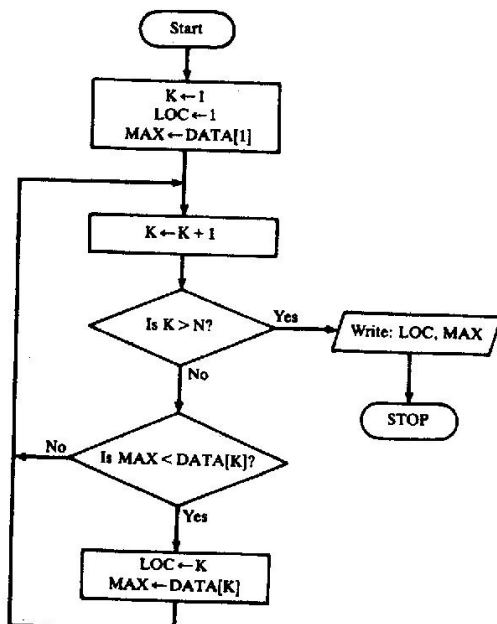 Start
K←1
LOC←1
MAX←DATA[1]
K←K+1
Is K>N?
Yes
Write: LOC, MAX
No
STOP
No
Is MAX<DATA[K]?
Yes
LOC←K
MAX←DATA[K]